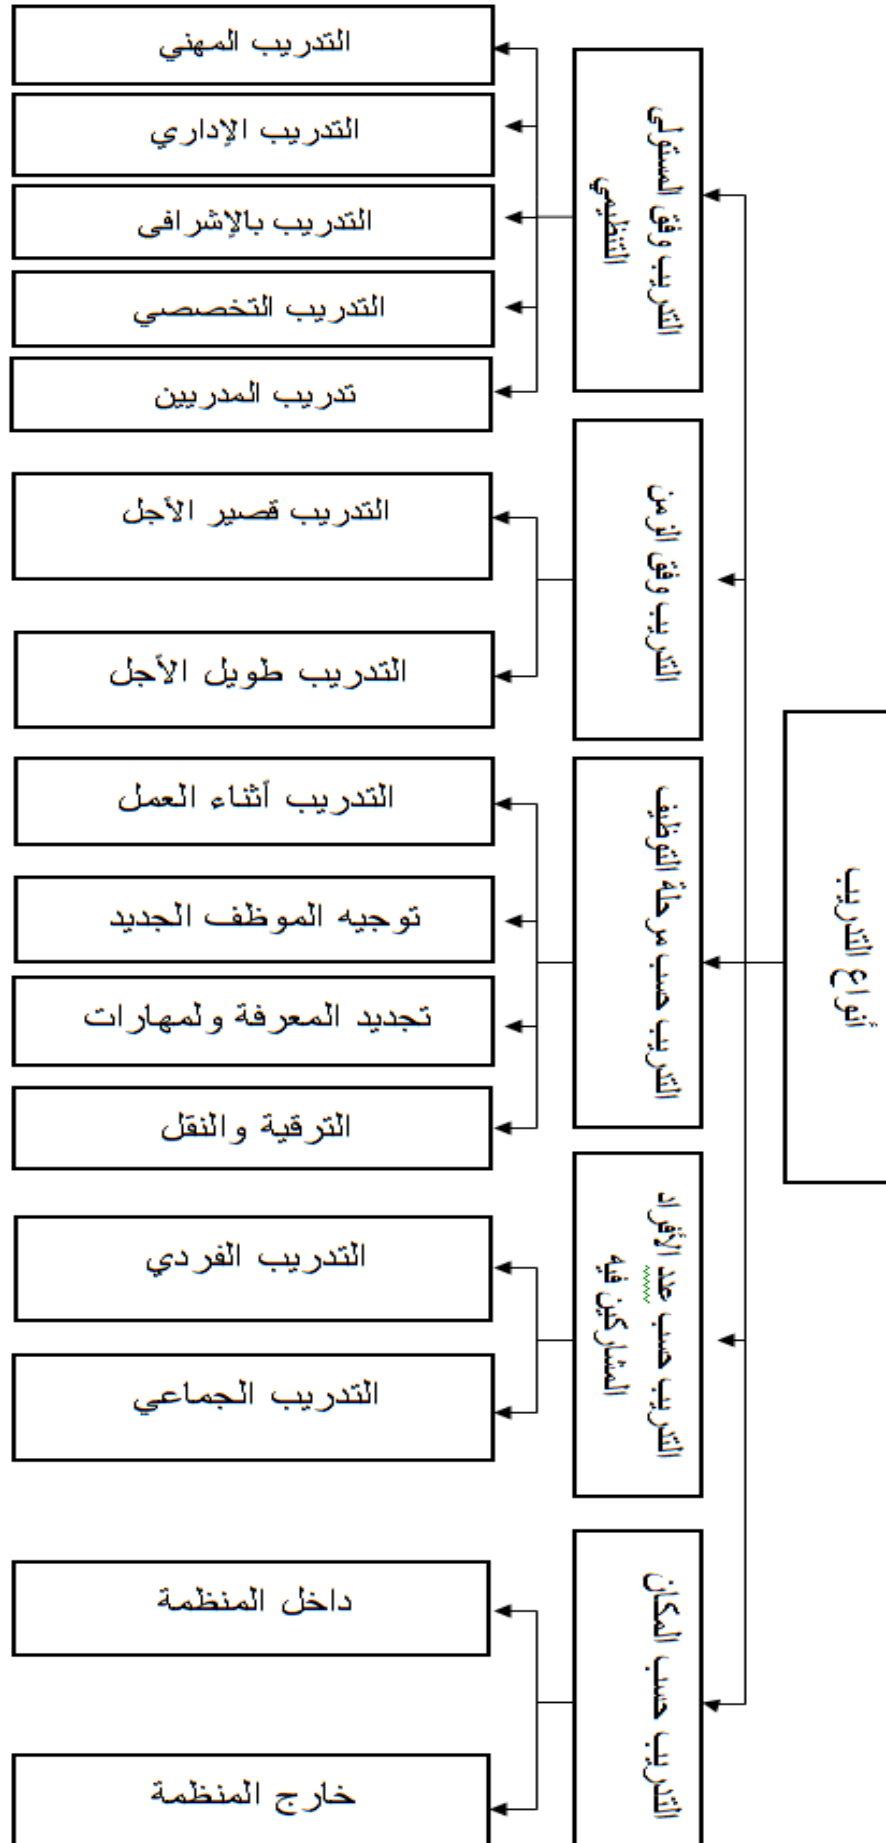 أنواع التدريب
التدريب وفق المستولى
التنظيمي
التدريب المهني
التدريب الإداري
التدريب بالإشرافى
التدريب التخصصي
تدريب المدربين
التدريب وفق الزمن
التدريب قصير الأجل
التدريب طويل الأجل
التدريب حسب مرحلة التوظيف
التدريب أثناء العمل
توجيه الموظف الجديد
تجديد المعرفة ولمهارات
الترقية والنقل
التدريب حسب عدد الأفراد
المشاركين فيه
التدريب الفردي
التدريب الجماعي
التدريب حسب المكان
داخل المنظمة
خارج المنظمة